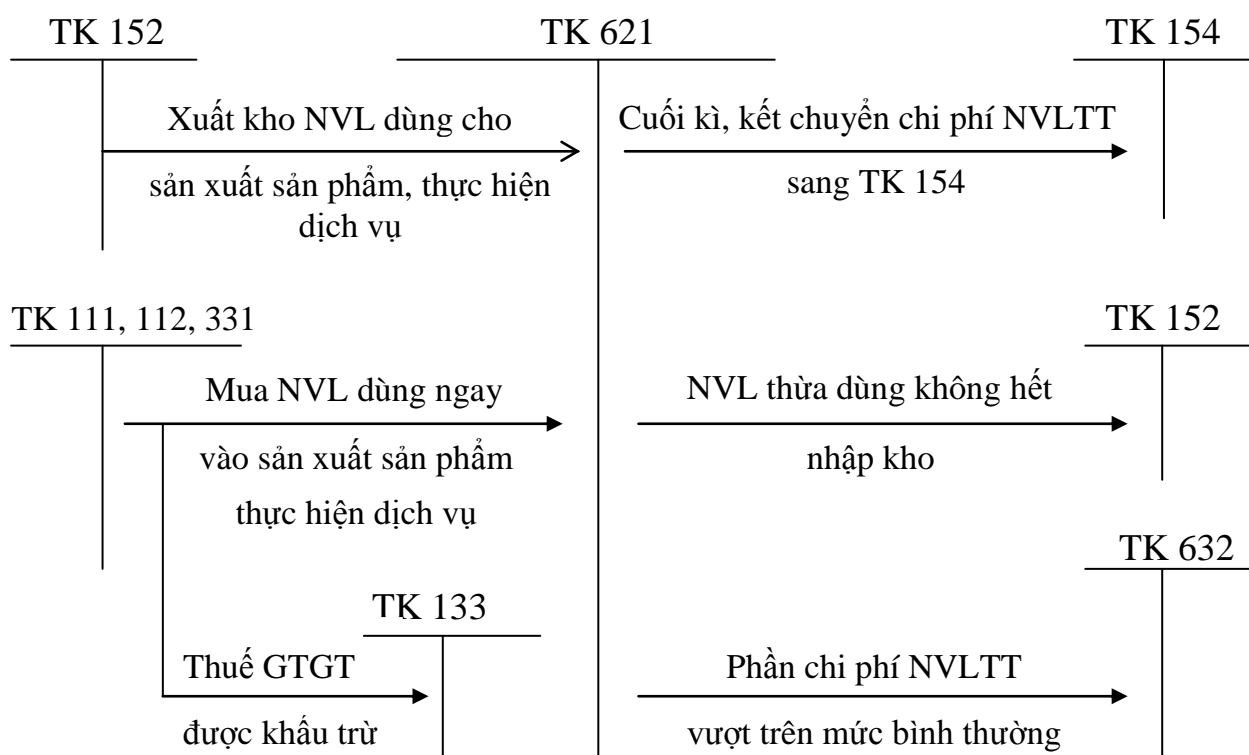 TK 152
TK 621
TK 154
Xuất kho NVL dùng cho
sản xuất sản phẩm, thực hiện
dịch vụ
Cuối kì, kết chuyển chi phí NVLTT
sang TK 154
TK 111, 112, 331
TK 152
Mua NVL dùng ngay
vào sản xuất sản phẩm
thực hiện dịch vụ
NVL thừa dùng không hết
nhập kho
TK 133
TK 632
Thuế GTGT
được khấu trừ
Phần chi phí NVLTT
vượt trên mức bình thường